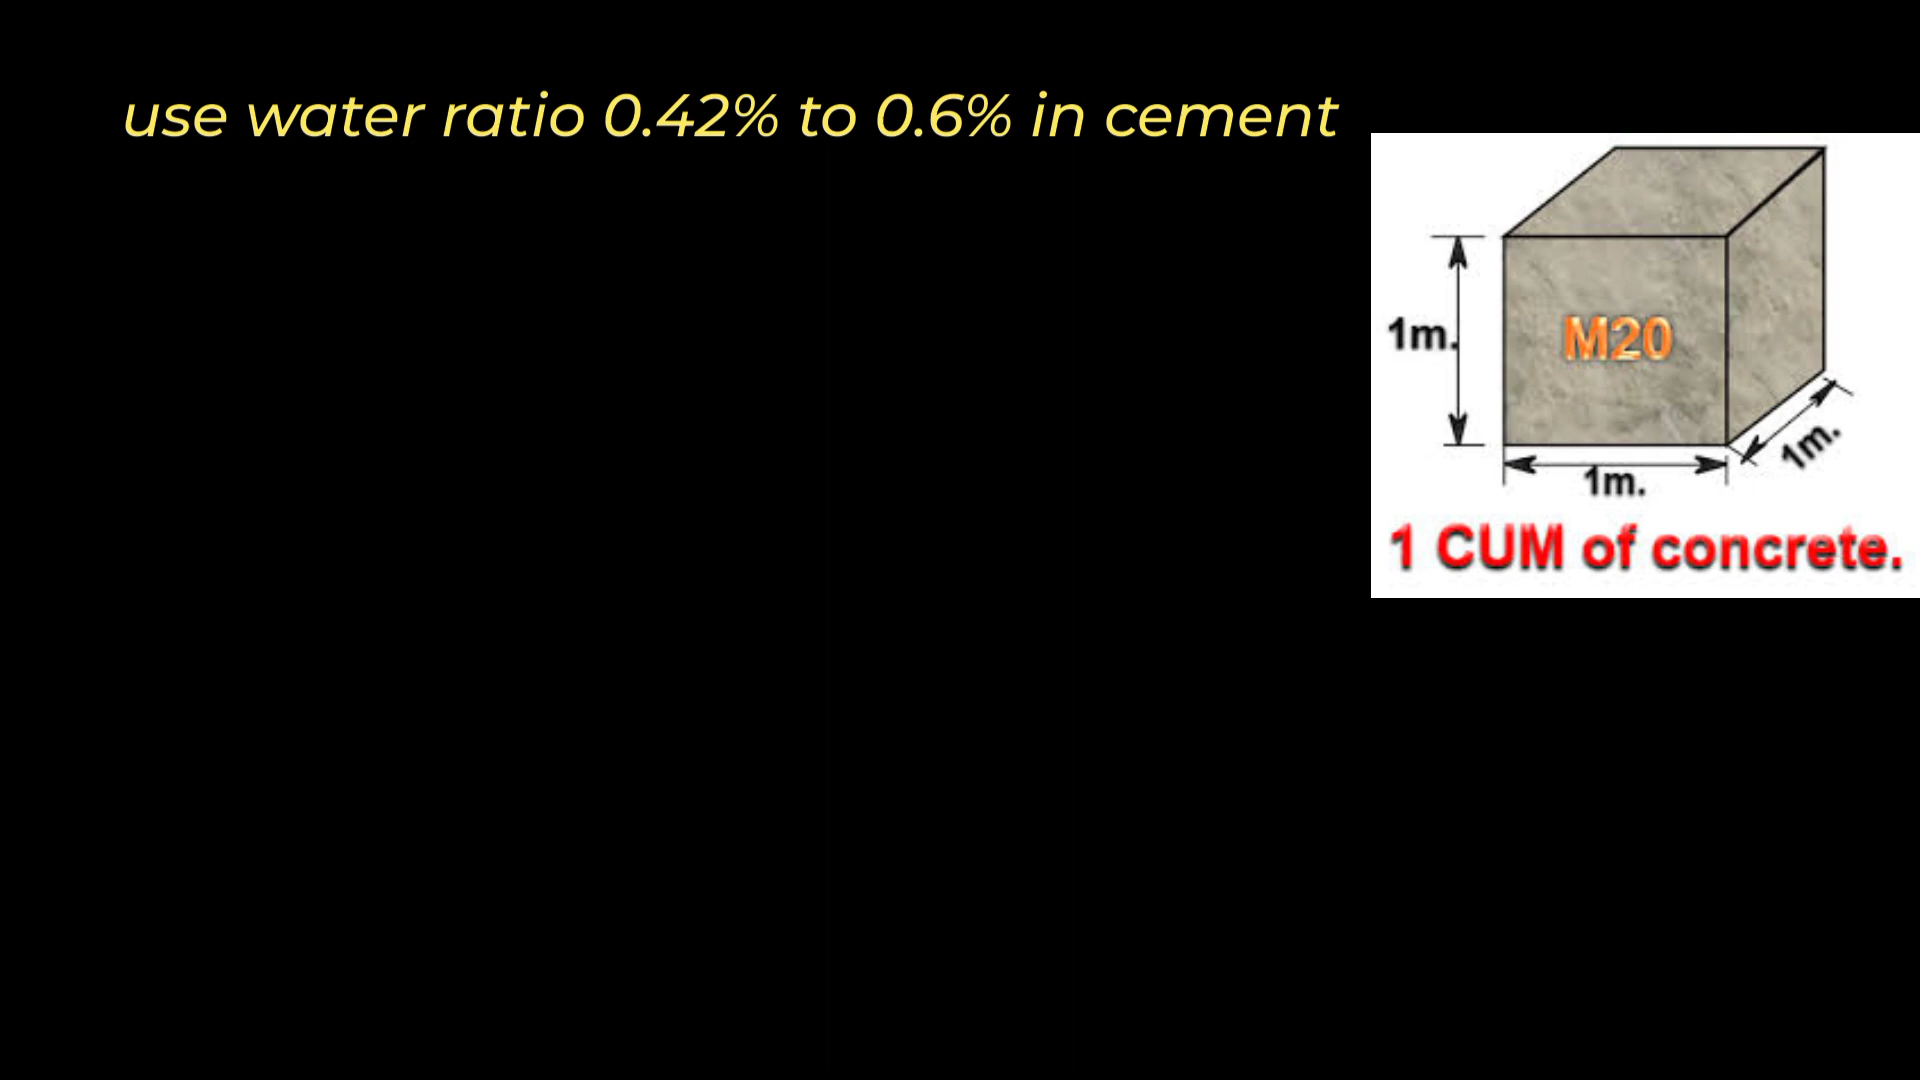 use water ratio 0.42% to 0.6% in cement
1m.
M20
1m.
1m.
1 CUM of concrete.